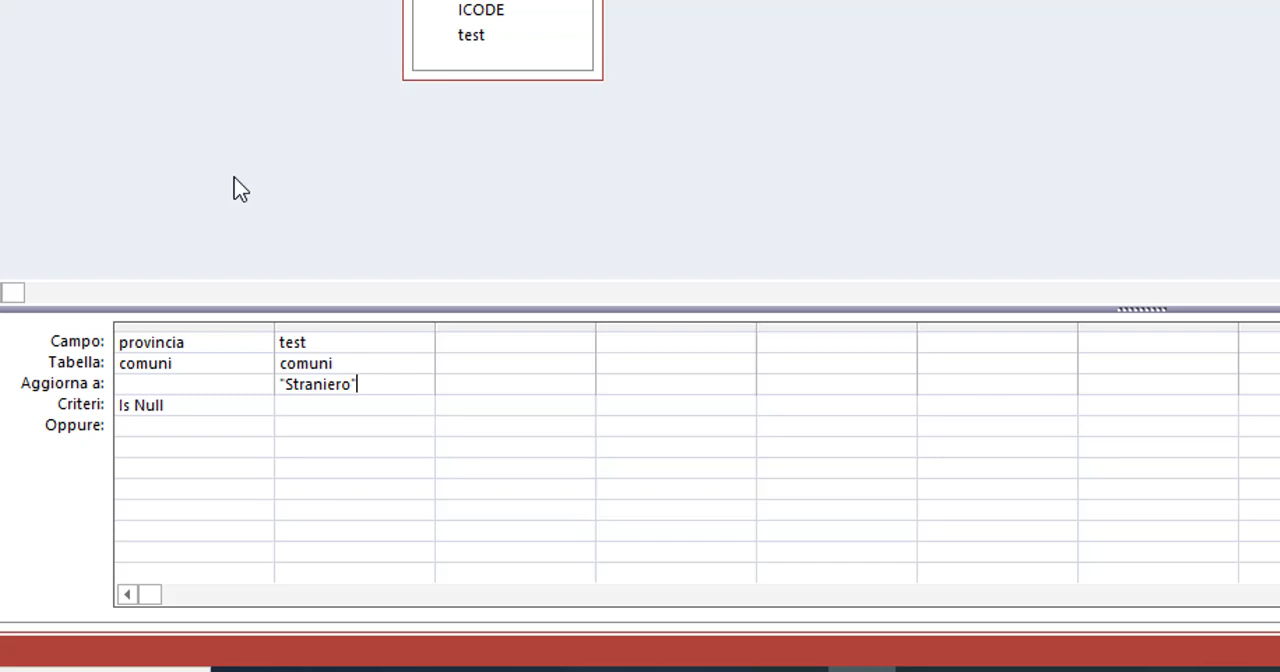 ICODE
test
Campo: provincia test
Tabella: comuni comuni
Aggiorna a: "Straniero"
Criteri: Is Null
Oppure: